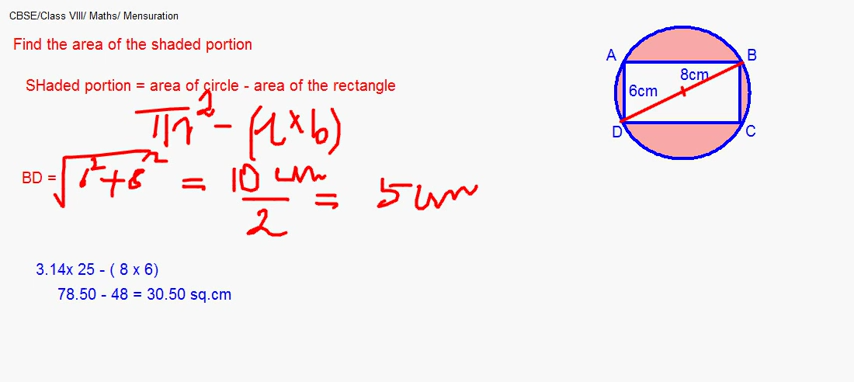 CBSE/Class VIII/ Maths/ Mensuration
Find the area of the shaded portion
SHaded portion = area of circle - area of the rectangle
πr² - (l × b)
BD = √6² + 8² = 10 cm / 2 = 5 cm
3.14x 25 - ( 8 x 6)
78.50 - 48 = 30.50 sq.cm
A
B
8cm
6cm
D
C